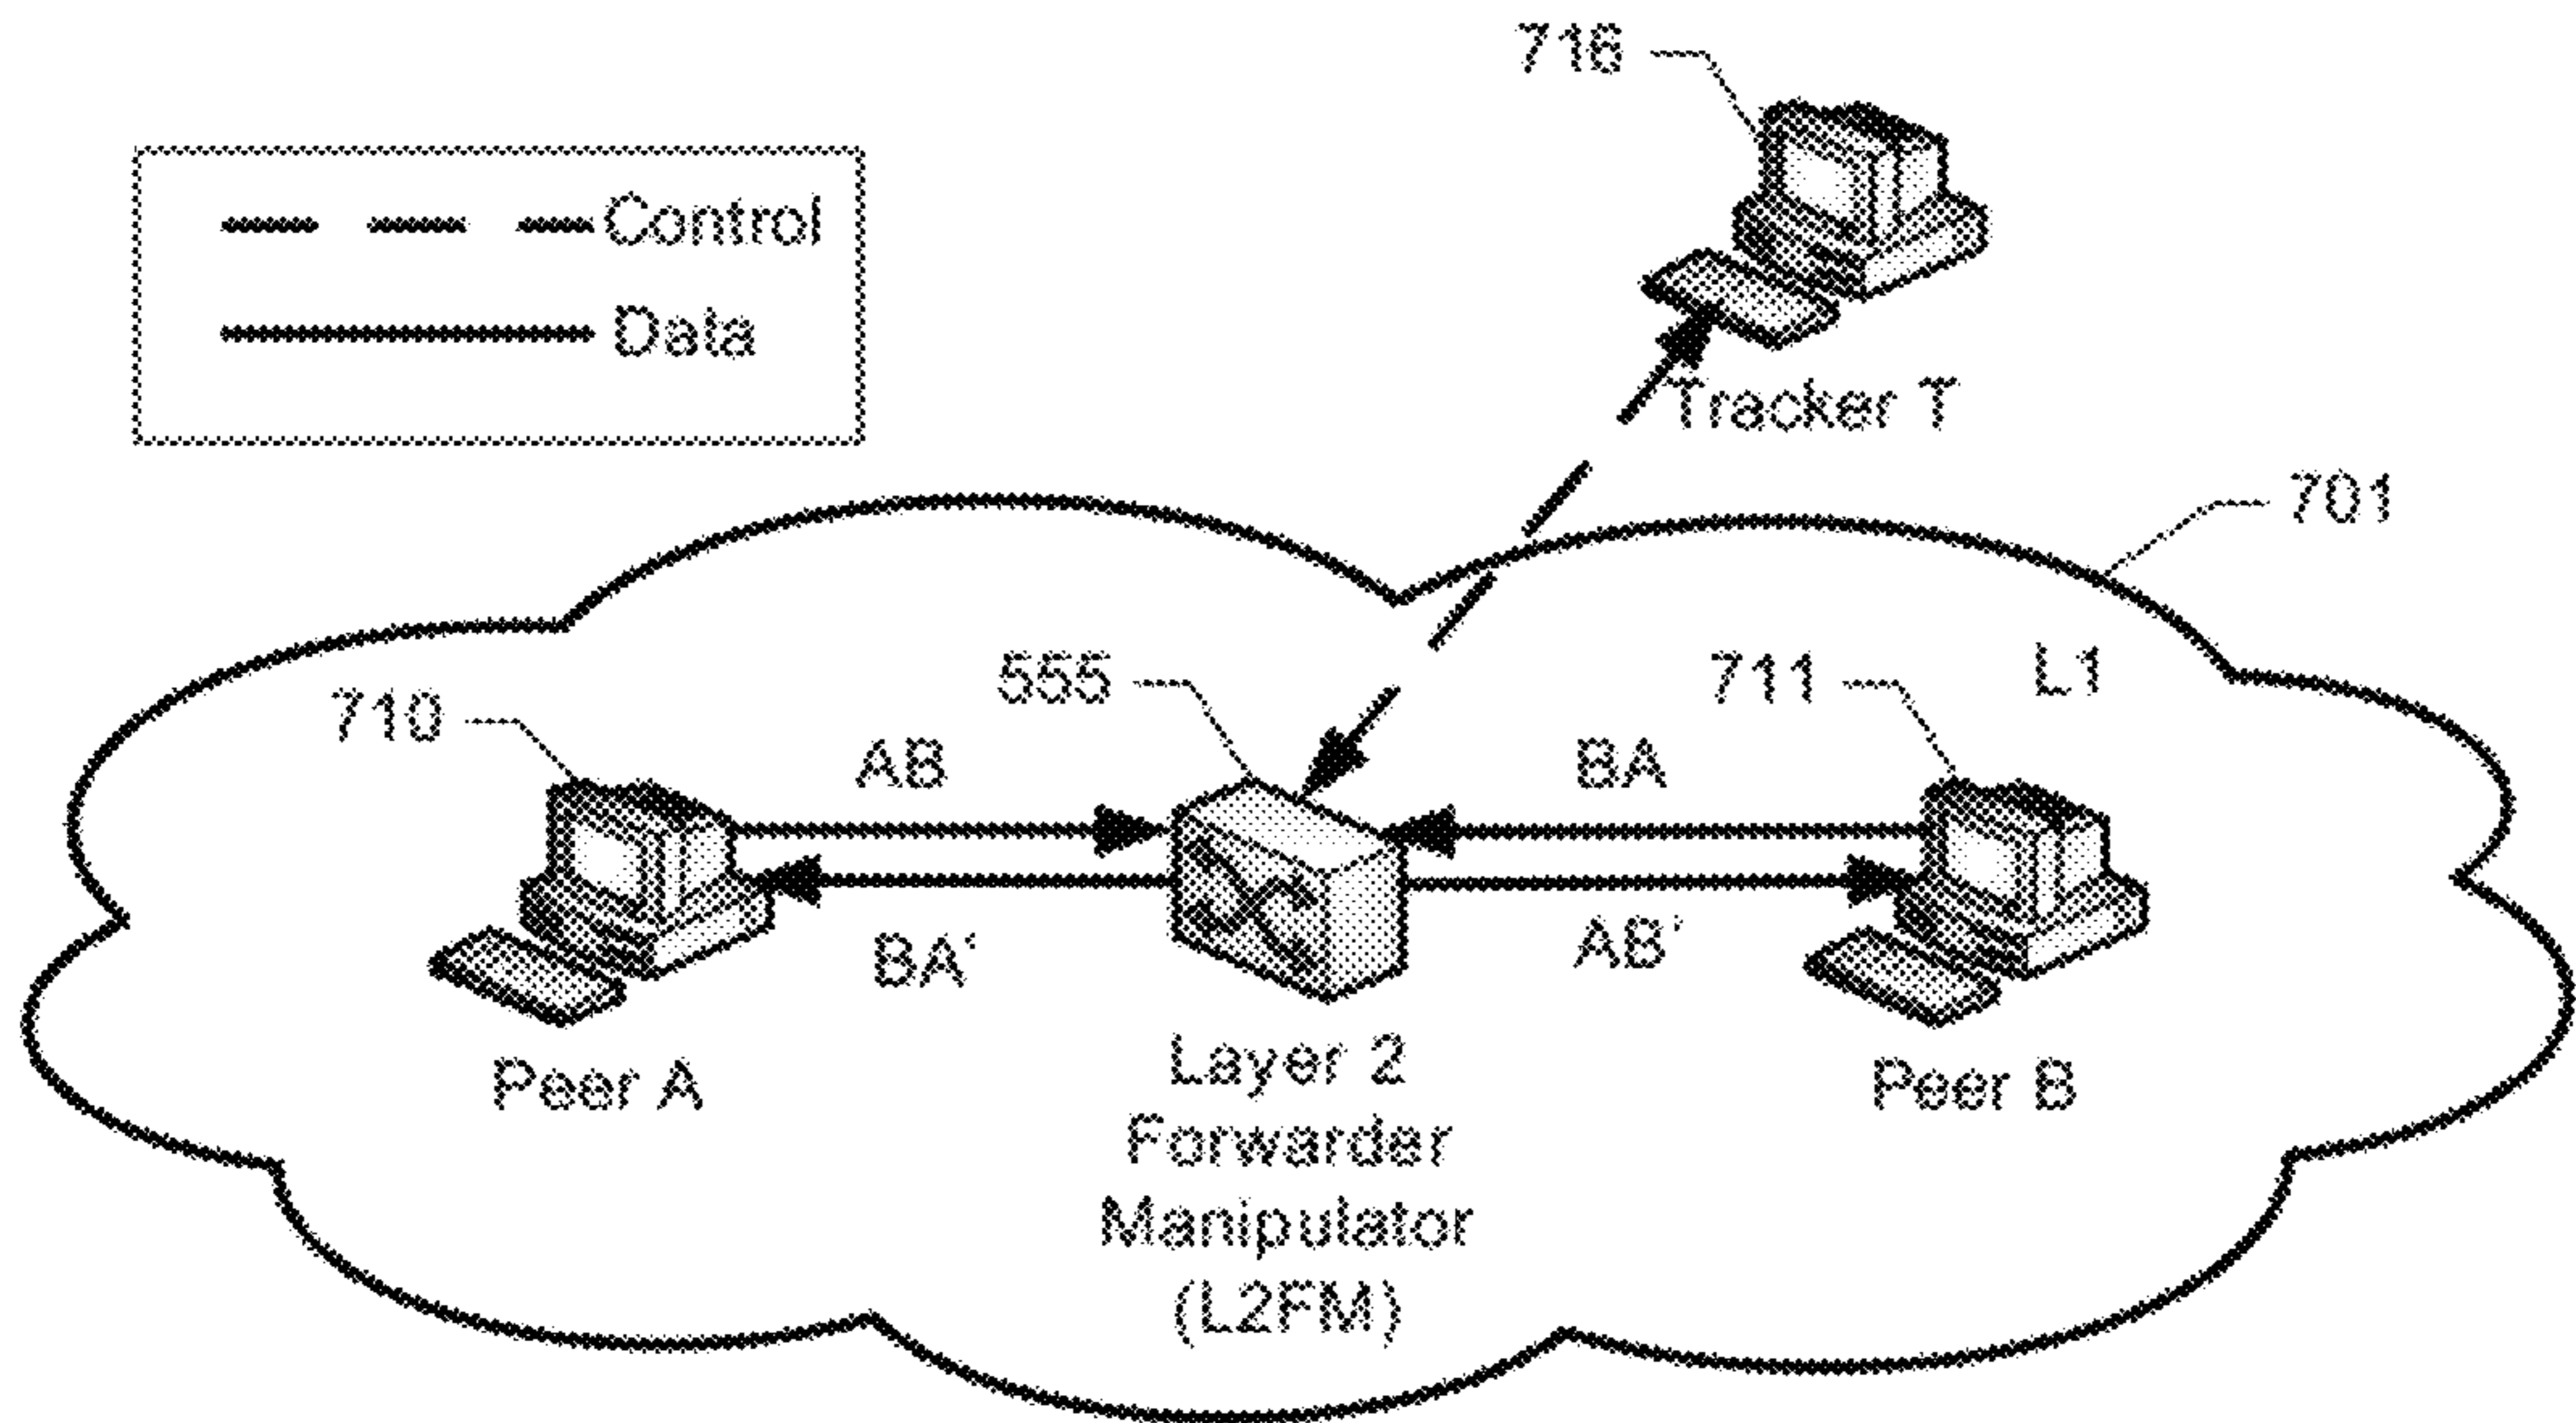 716
Control
Data
Tracker T
701
555
711
L1
710
AB
BA
BA'
AB'
Peer A
Layer 2
Forwarder
Manipulator
(L2FM)
Peer B